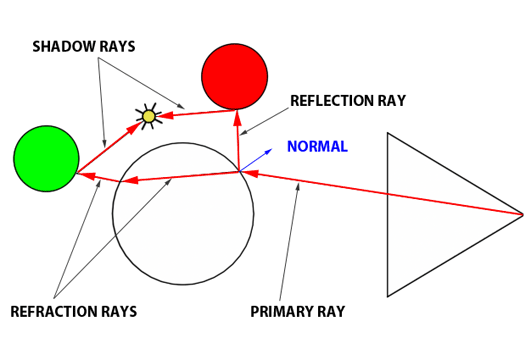 SHADOW RAYS
REFLECTION RAY
NORMAL
REFRACTION RAYS
PRIMARY RAY